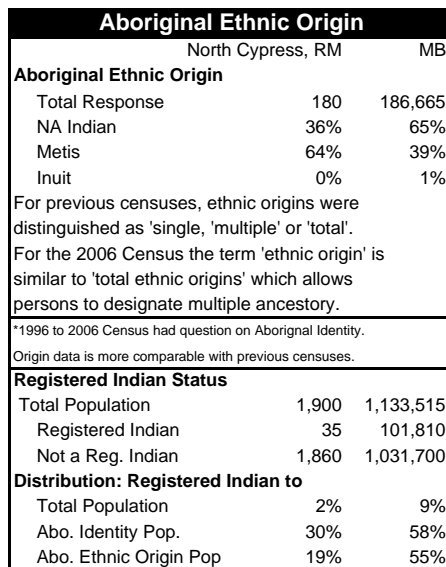 Aboriginal Ethnic Origin
North Cypress, RM MB
Aboriginal Ethnic Origin
Total Response 180 186,665
NA Indian 36% 65%
Metis 64% 39%
Inuit 0% 1%
For previous censuses, ethnic origins were
distinguished as 'single, 'multiple' or 'total'.
For the 2006 Census the term 'ethnic origin' is
similar to 'total ethnic origins' which allows
persons to designate multiple ancestory.
*1996 to 2006 Census had question on Aborignal Identity.
Origin data is more comparable with previous censuses.
Registered Indian Status
Total Population 1,900 1,133,515
Registered Indian 35 101,810
Not a Reg. Indian 1,860 1,031,700
Distribution: Registered Indian to
Total Population 2% 9%
Abo. Identity Pop. 30% 58%
Abo. Ethnic Origin Pop 19% 55%